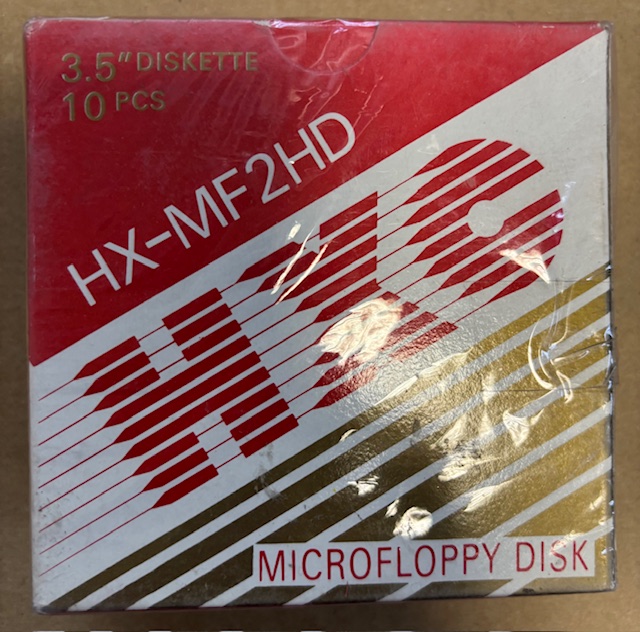 3.5" DISKETTE
10 PCS
HX-MF2HD
MICROFLOPPY DISK